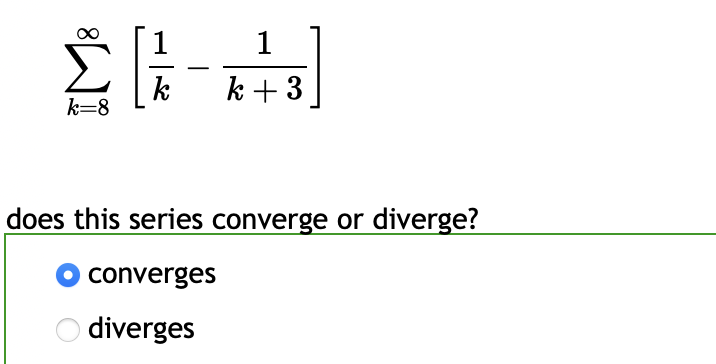 ∞
∑ [ 1/k − 1/(k + 3) ]
k=8
does this series converge or diverge?
converges
diverges